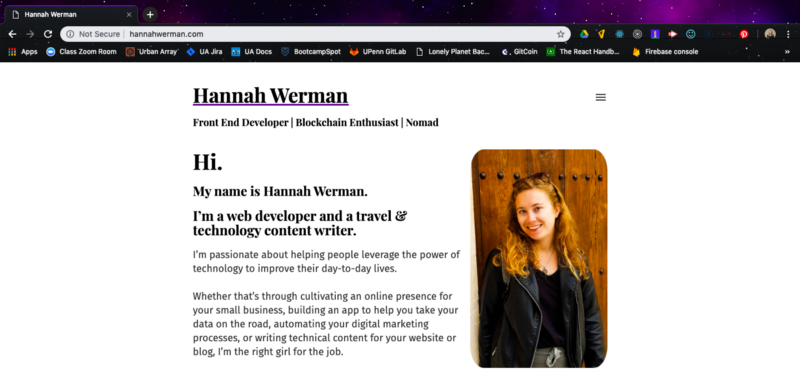 Hannah Werman
Not Secure | hannahwerman.com
Apps Class Zoom Room `Urban Array` UA Jira UA Docs BootcampSpot UPenn GitLab Lonely Planet Bac... GitCoin The React Handb... Firebase console
Hannah Werman
Front End Developer | Blockchain Enthusiast | Nomad
Hi.
My name is Hannah Werman.
I'm a web developer and a travel &
technology content writer.
I'm passionate about helping people leverage the power of
technology to improve their day-to-day lives.
Whether that's through cultivating an online presence for
your small business, building an app to help you take your
data on the road, automating your digital marketing
processes, or writing technical content for your website or
blog, I'm the right girl for the job.